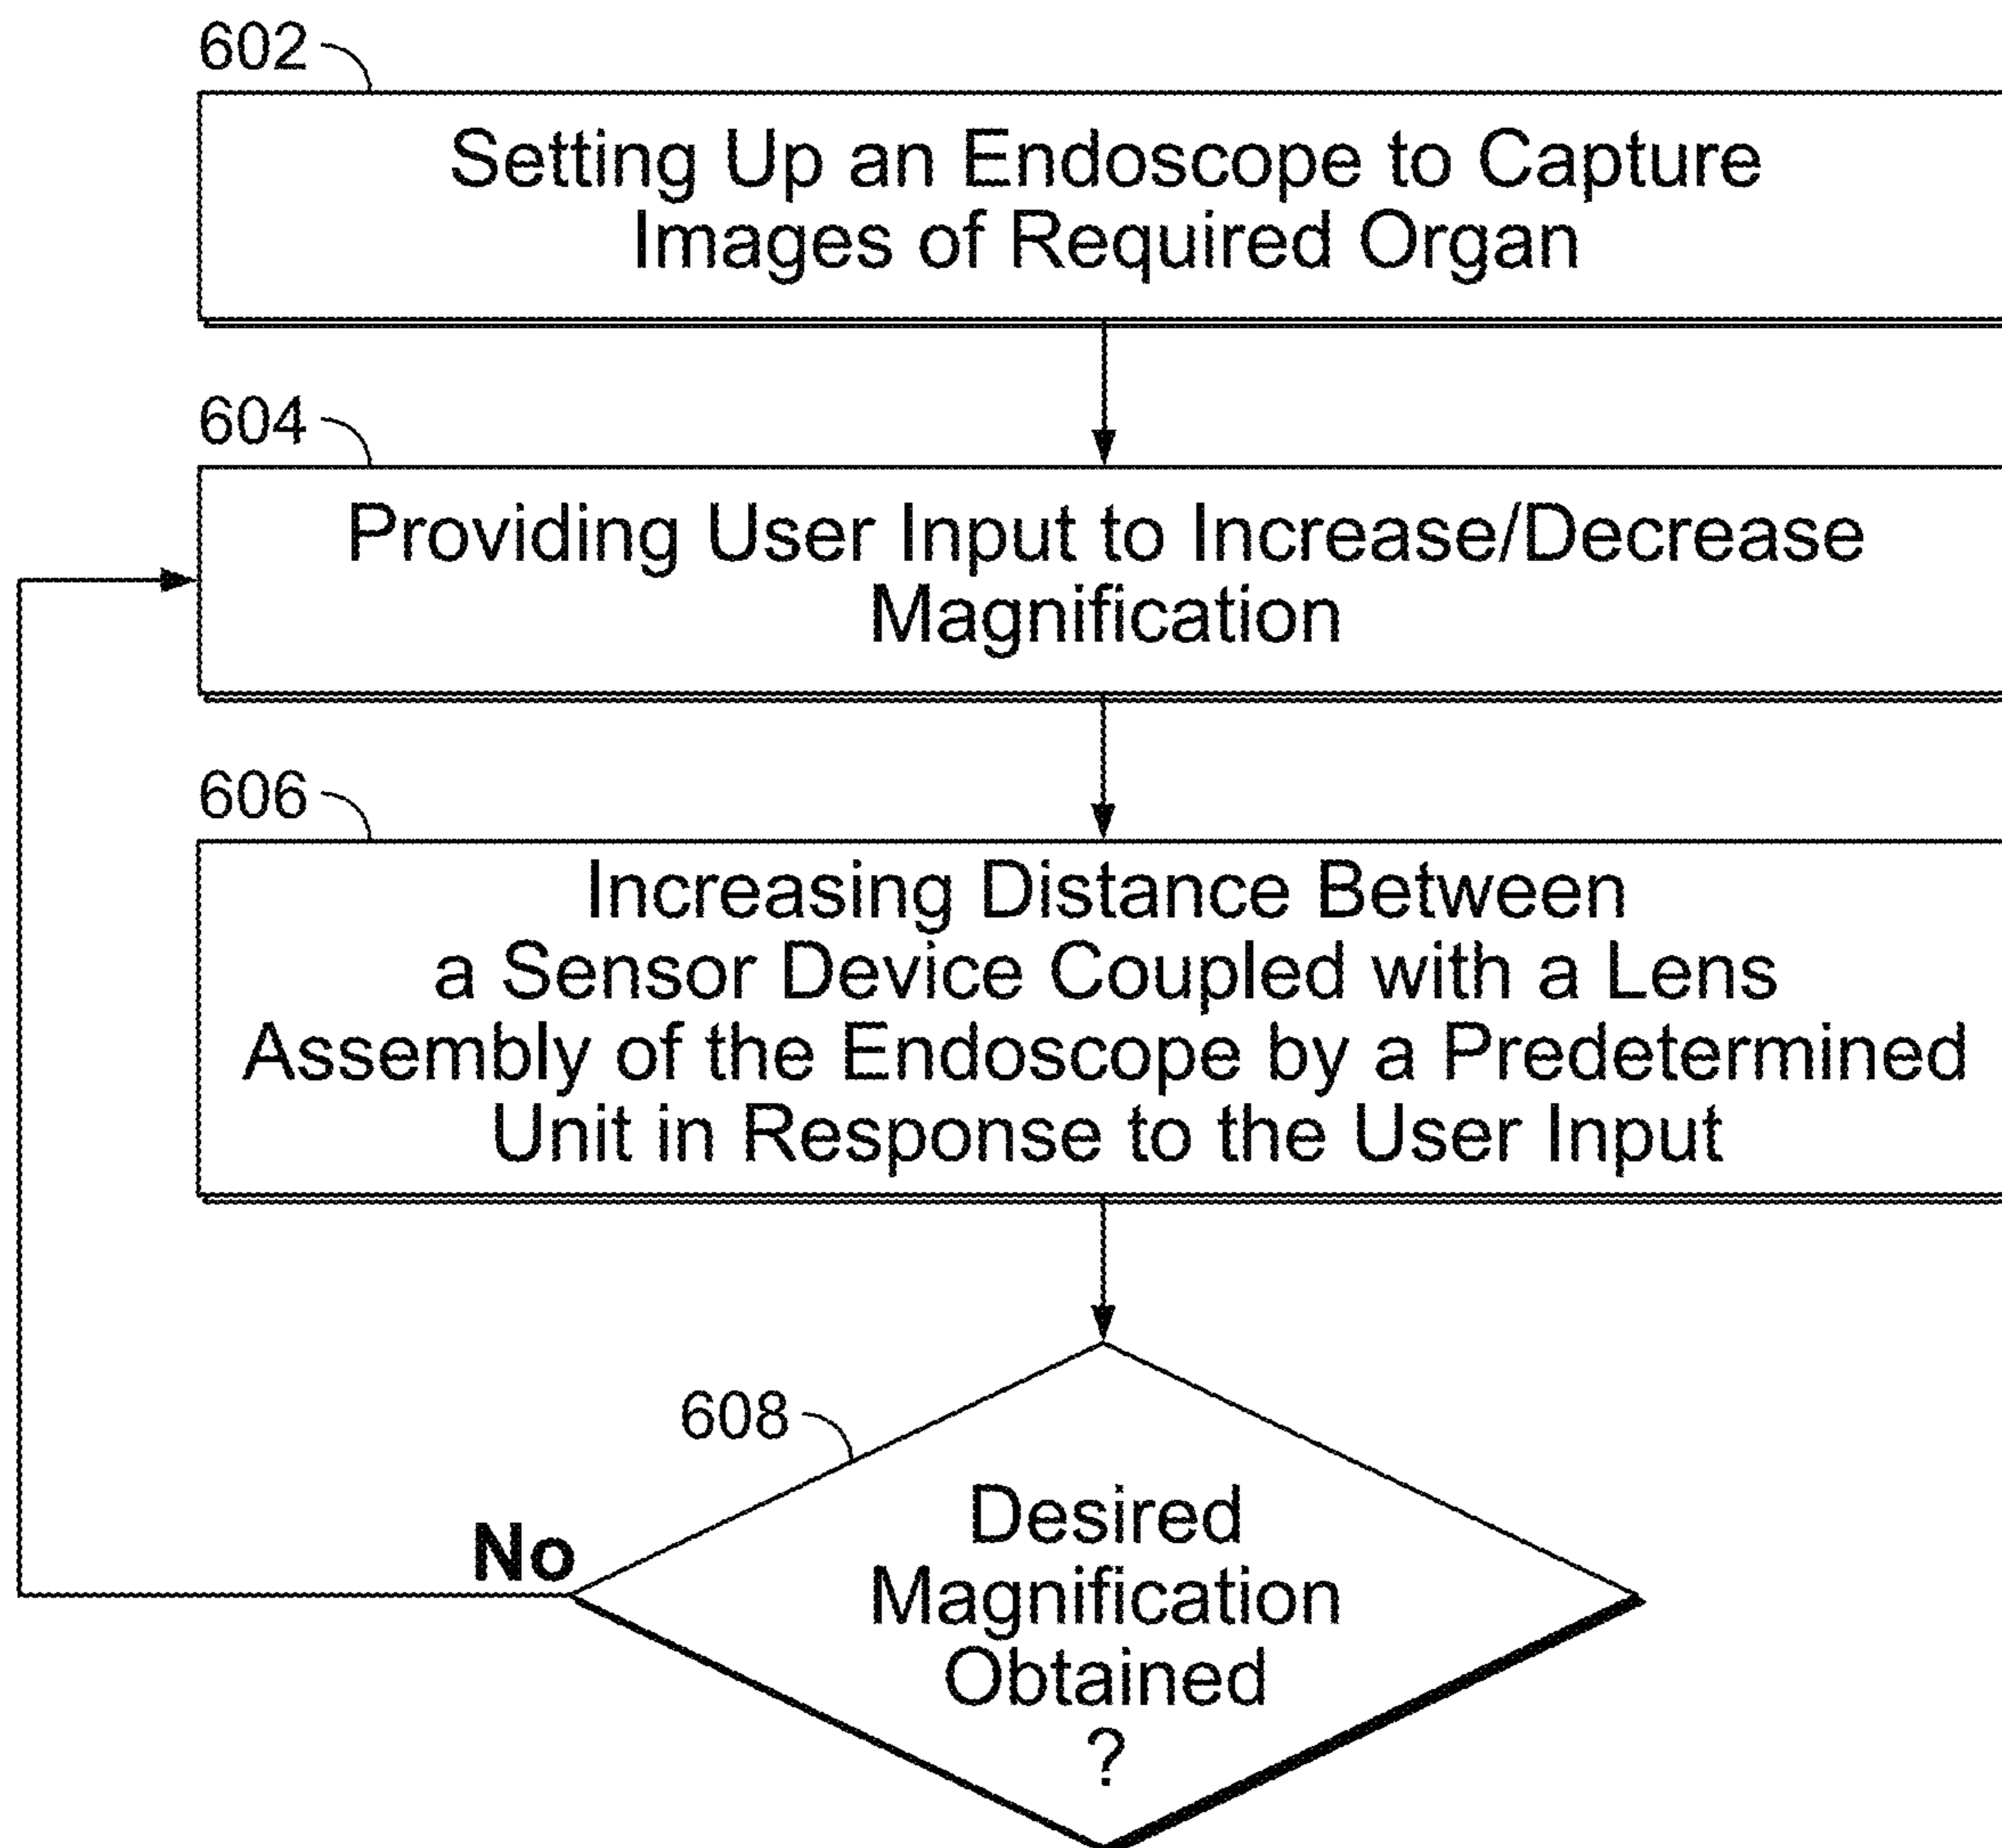 602
Setting Up an Endoscope to Capture
Images of Required Organ
604
Providing User Input to Increase/Decrease
Magnification
606
Increasing Distance Between
a Sensor Device Coupled with a Lens
Assembly of the Endoscope by a Predetermined
Unit in Response to the User Input
608
Desired
Magnification
Obtained
?
No